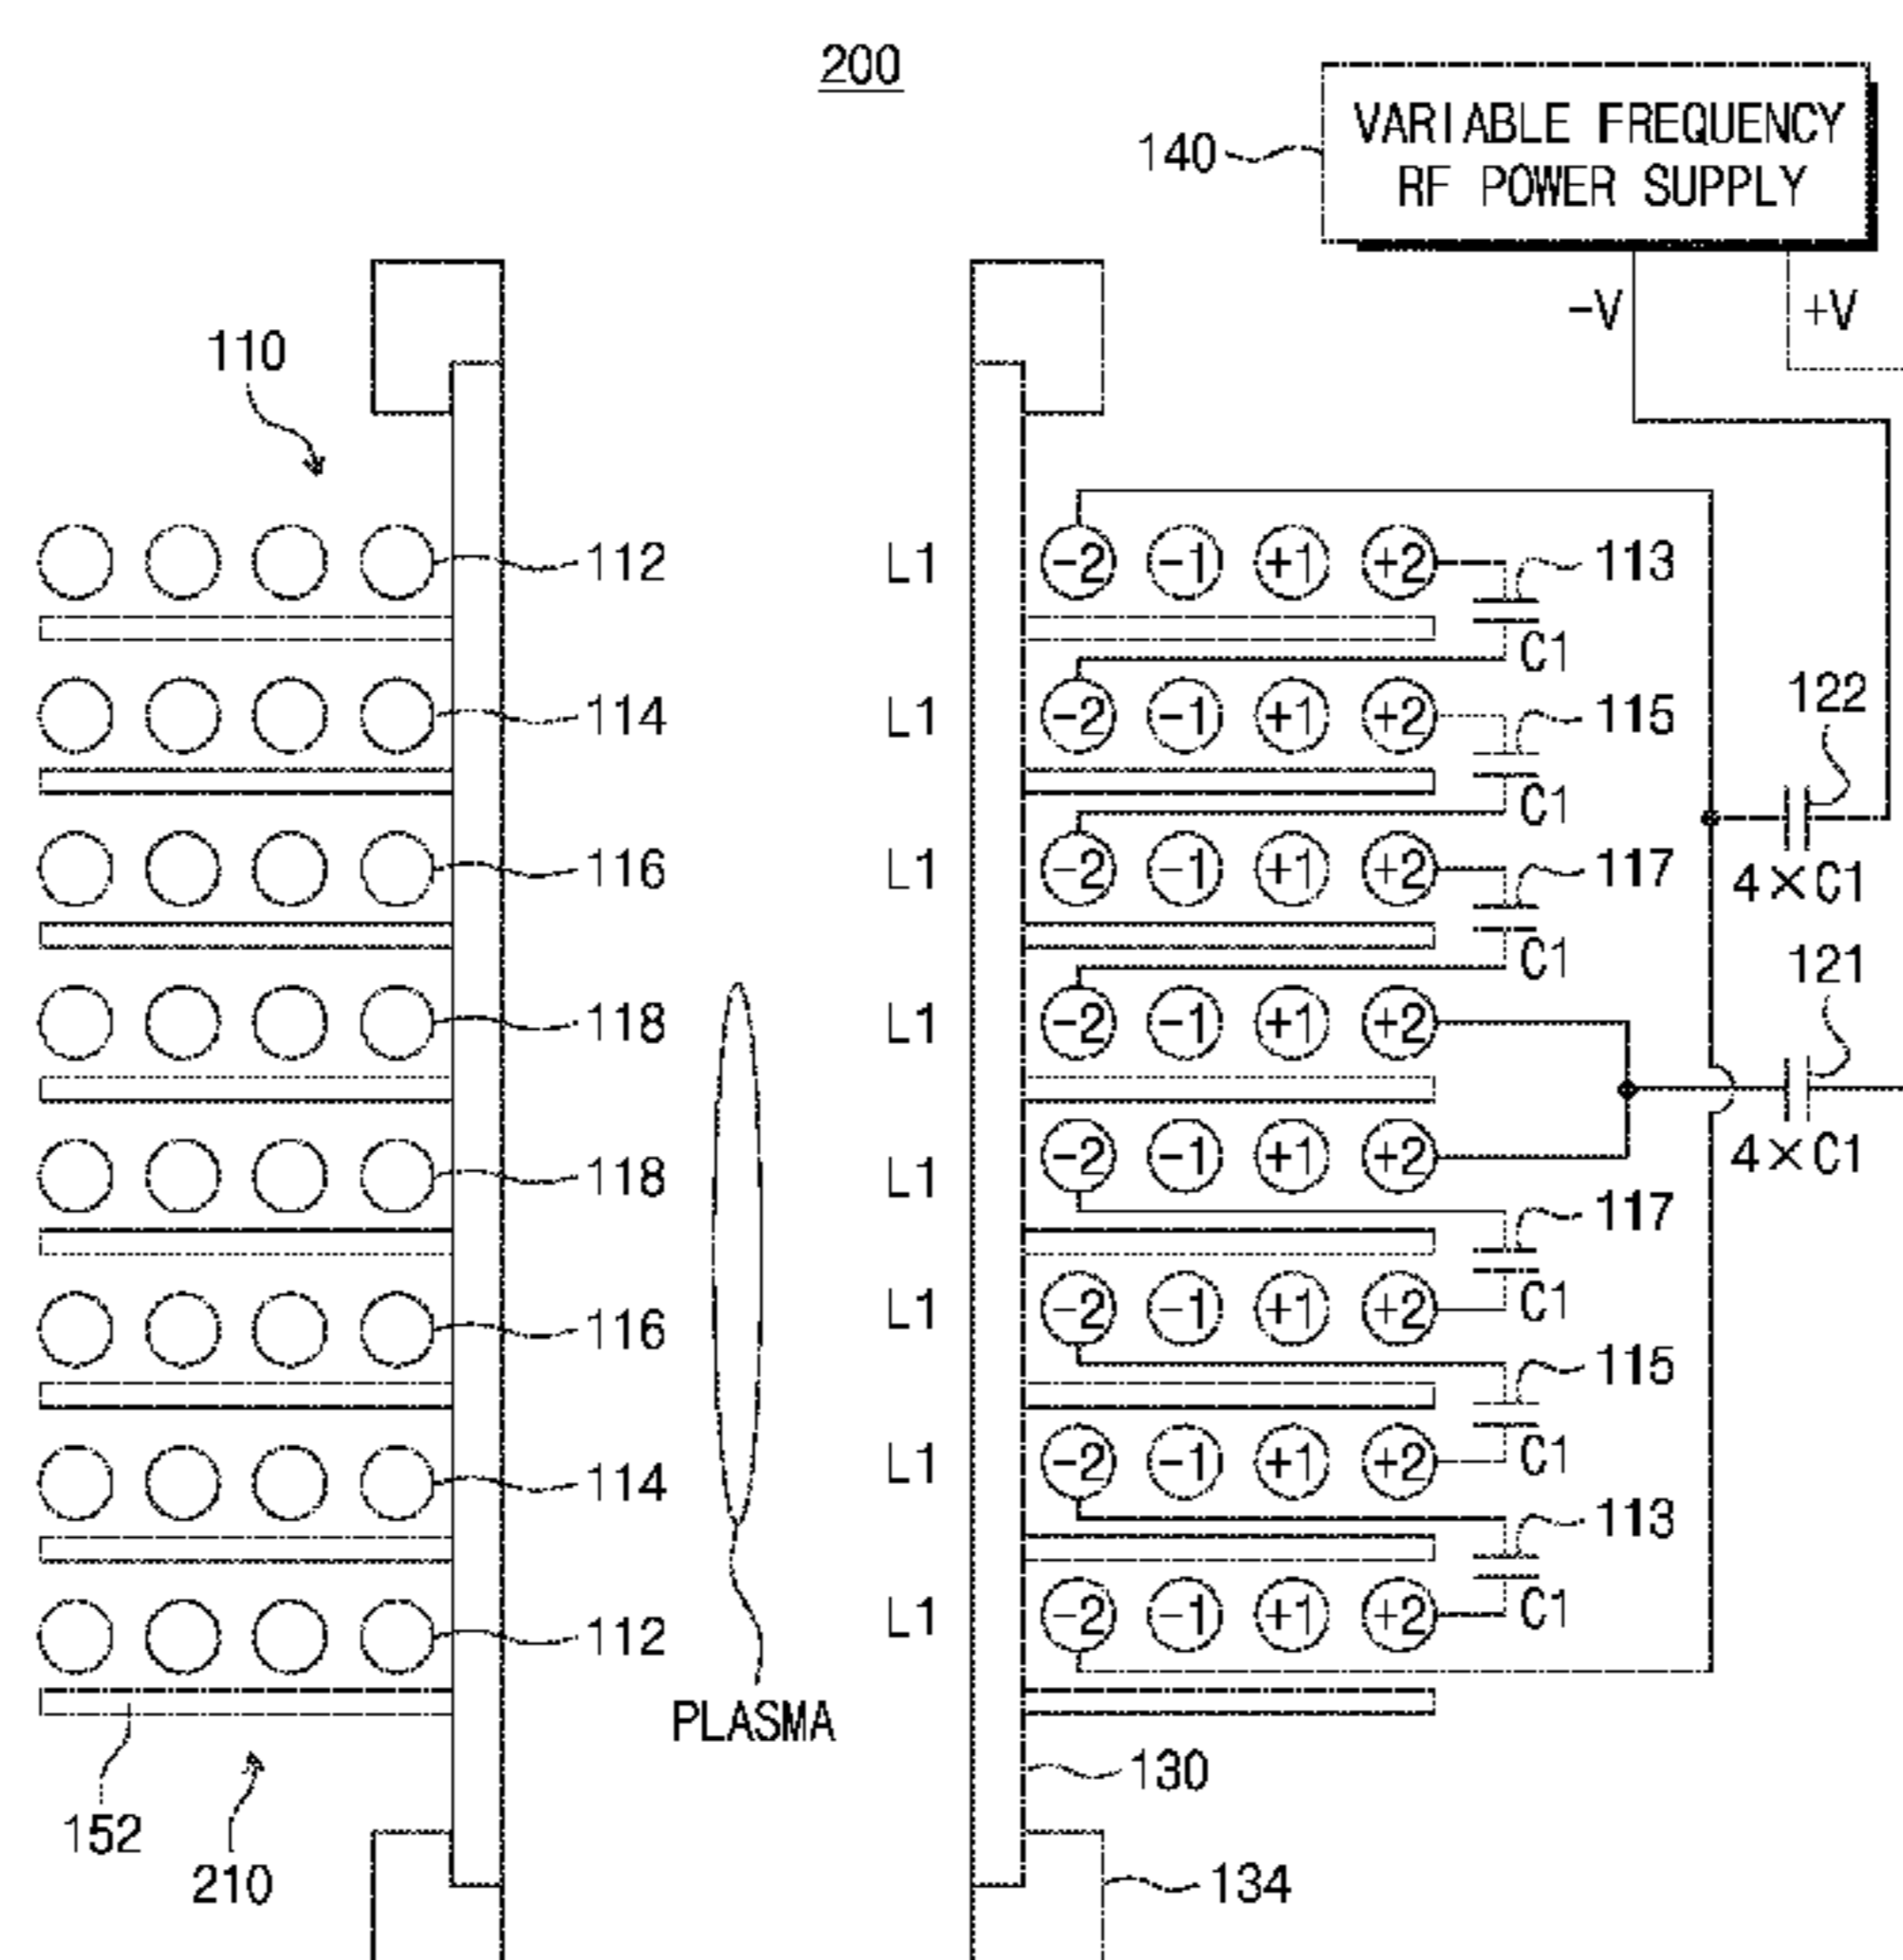 200
VARIABLE FREQUENCY
RF POWER SUPPLY
140
-V
+V
110
112
L1
-2 -1 +1 +2
113
C1
114
L1
-2 -1 +1 +2
115
C1
122
4×C1
116
L1
-2 -1 +1 +2
117
C1
121
4×C1
118
L1
-2 -1 +1 +2
118
L1
-2 -1 +1 +2
117
C1
116
L1
-2 -1 +1 +2
115
C1
114
L1
-2 -1 +1 +2
113
C1
112
L1
-2 -1 +1 +2
PLASMA
130
152
210
134